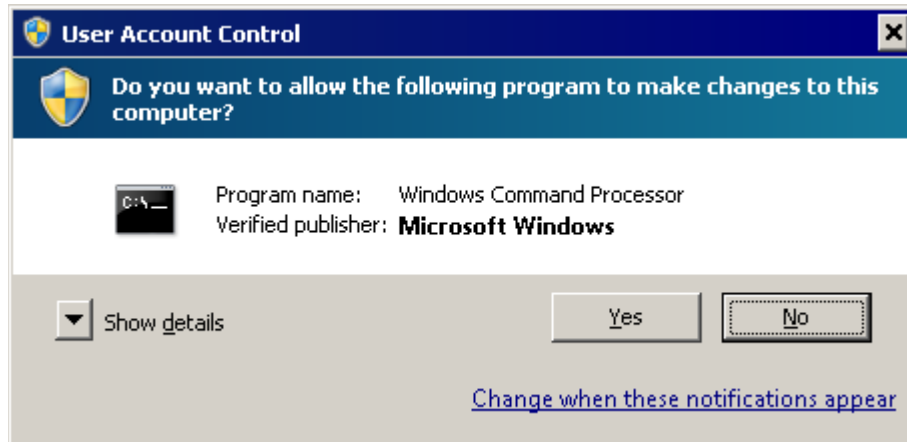 User Account Control
Do you want to allow the following program to make changes to this
computer?
C:\
Program name: Windows Command Processor
Verified publisher: Microsoft Windows
Show details
Yes
No
Change when these notifications appear